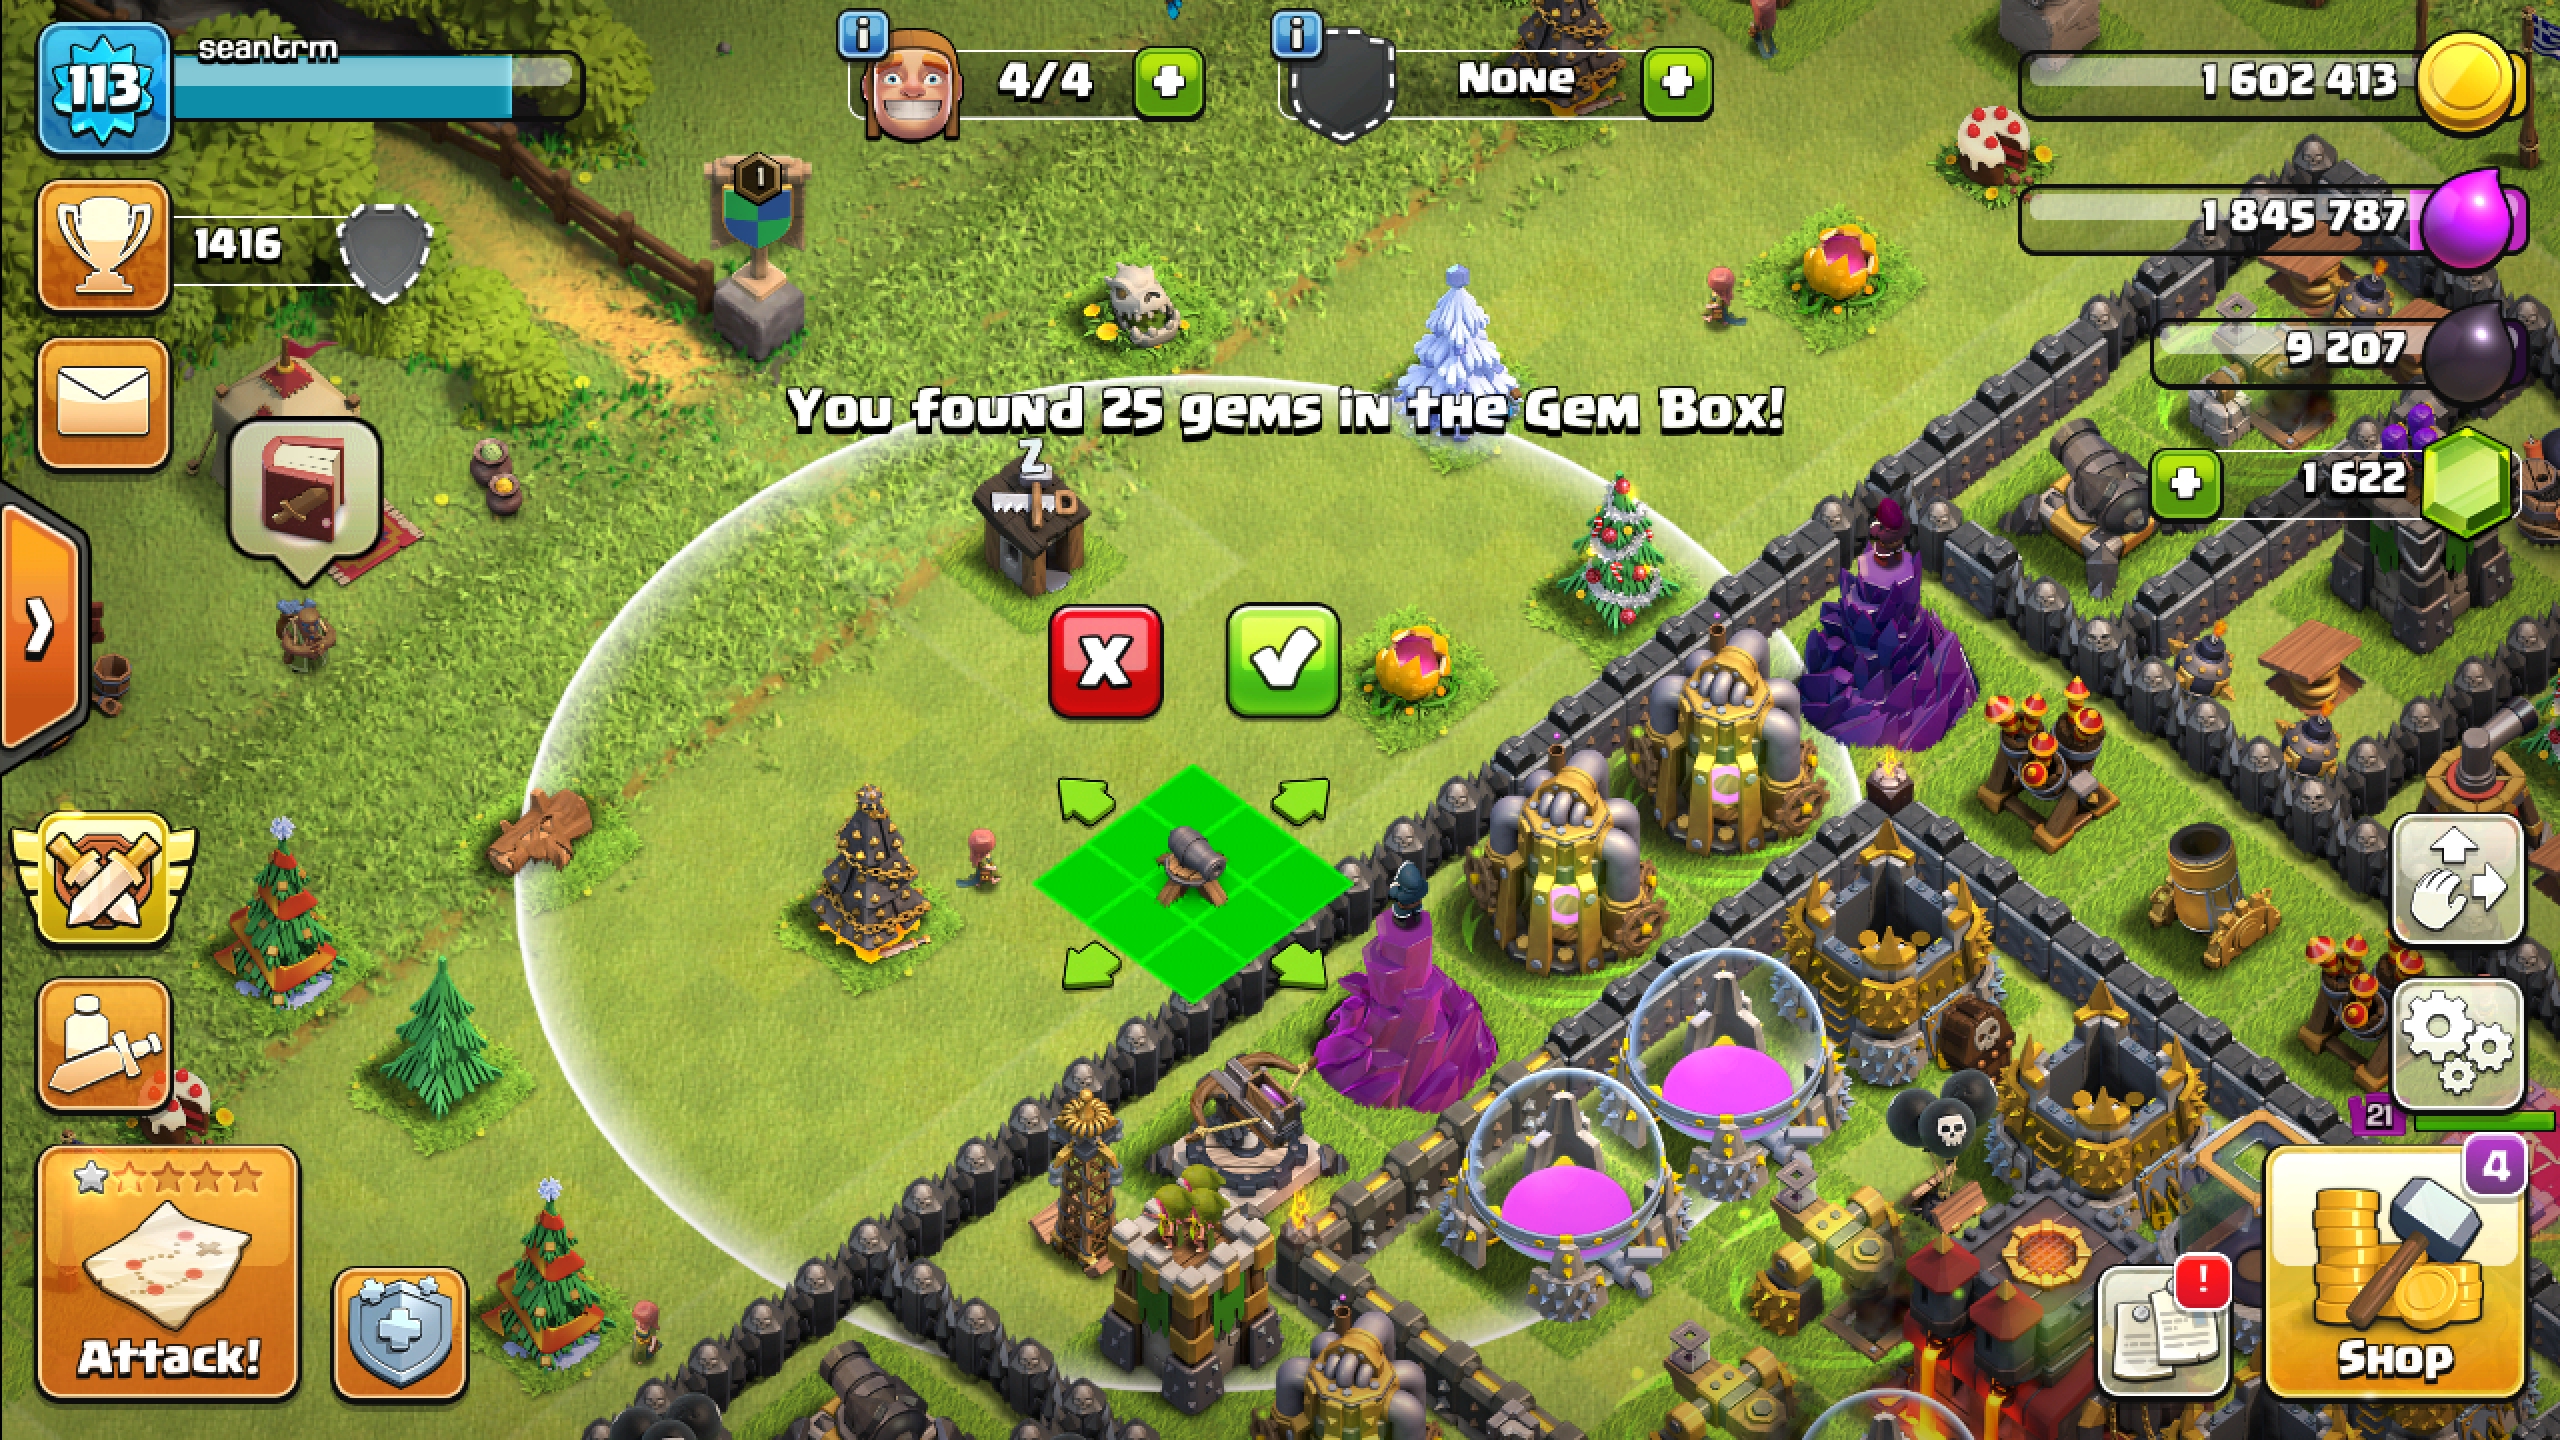 113
seantrm
4/4
None
1 602 413
1
1416
1 845 787
9 207
You found 25 gems in the Gem Box!
Z
1 622
21
4
!
Attack!
Shop